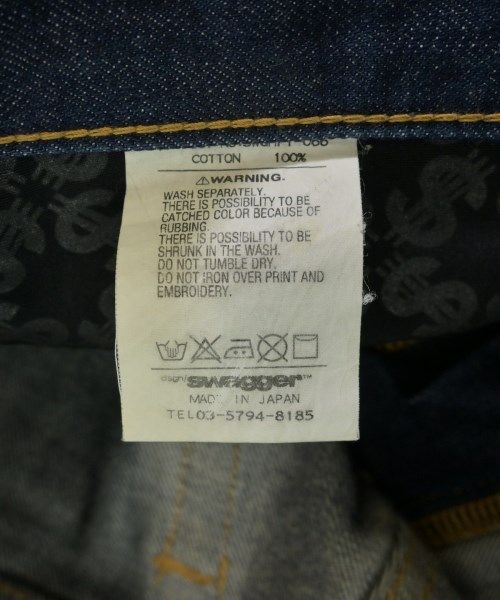 COTTON 100%
⚠WARNING.
WASH SEPARATELY.
THERE IS POSSIBILITY TO BE
CATCHED COLOR BECAUSE OF
RUBBING.
THERE IS POSSIBILITY TO BE
SHRUNK IN THE WASH.
DO NOT TUMBLE DRY.
DO NOT IRON OVER PRINT AND
EMBROIDERY.
swagger™
MADE IN JAPAN
TEL03-5794-8185